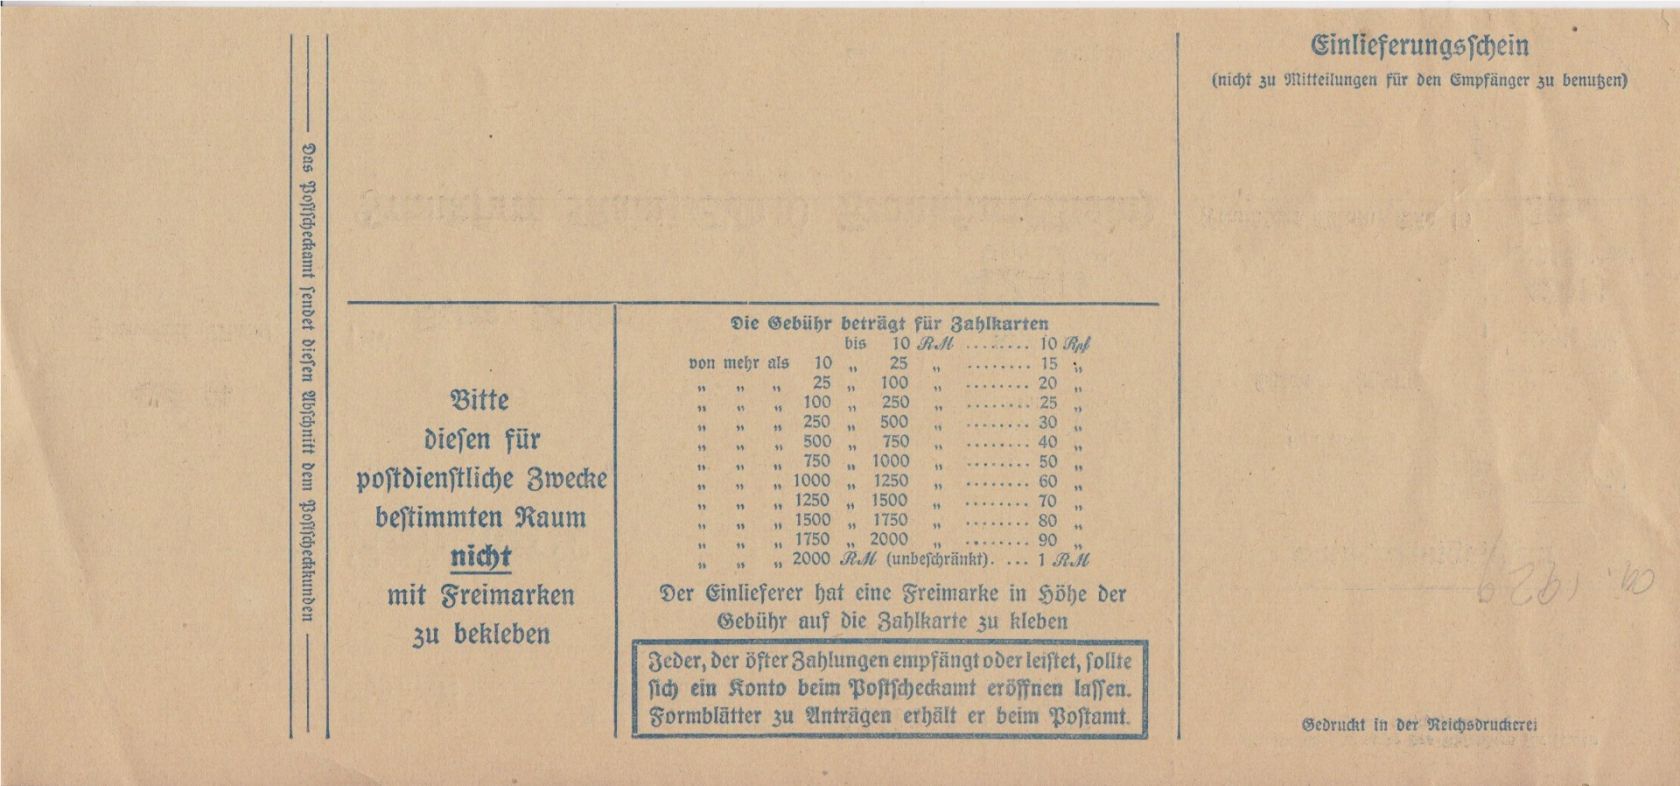 Das Postscheckamt sendet diesen Abschnitt dem Postscheckkunden
Bitte
diesen für
postdienstliche Zwecke
bestimmten Raum
nicht
mit Freimarken
zu bekleben
Die Gebühr beträgt für Zahlkarten
bis 10 RM ........ 10 Rpf
von mehr als 10 „ 25 „ ........ 15 „
„ „ „ 25 „ 100 „ ........ 20 „
„ „ „ 100 „ 250 „ ........ 25 „
„ „ „ 250 „ 500 „ ........ 30 „
„ „ „ 500 „ 750 „ ........ 40 „
„ „ „ 750 „ 1000 „ ........ 50 „
„ „ „ 1000 „ 1250 „ ........ 60 „
„ „ „ 1250 „ 1500 „ ........ 70 „
„ „ „ 1500 „ 1750 „ ........ 80 „
„ „ „ 1750 „ 2000 „ ........ 90 „
„ „ „ 2000 RM (unbeschränkt). ... 1 RM
Der Einlieferer hat eine Freimarke in Höhe der
Gebühr auf die Zahlkarte zu kleben
Jeder, der öfter Zahlungen empfängt oder leistet, sollte
sich ein Konto beim Postscheckamt eröffnen lassen.
Formblätter zu Anträgen erhält er beim Postamt.
Einlieferungsschein
(nicht zu Mitteilungen für den Empfänger zu benutzen)
ca. 1929
Gedruckt in der Reichsdruckerei